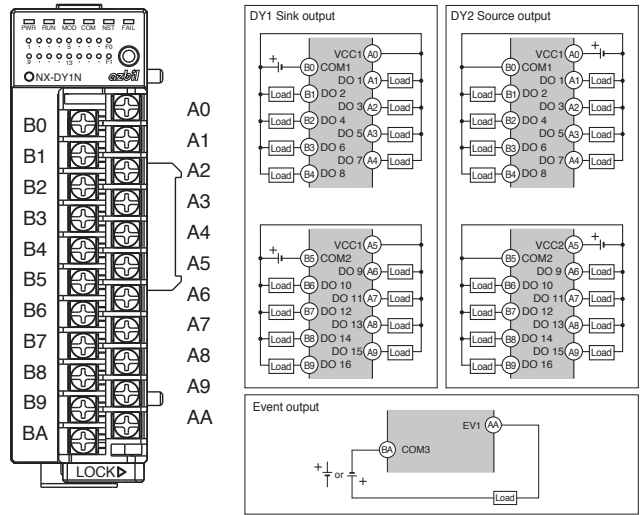 PWR RUN MOD COM NST FAIL
1 · · · 5 · · · F0
9 · · · 13 · · · F1
NX-DY1N azbil
B0
B1
B2
B3
B4
B5
B6
B7
B8
B9
BA
LOCK
A0
A1
A2
A3
A4
A5
A6
A7
A8
A9
AA
DY1 Sink output
VCC1 A0
+ B0 COM1
DO 1 A1 Load
Load B1 DO 2
DO 3 A2 Load
Load B2 DO 4
DO 5 A3 Load
Load B3 DO 6
DO 7 A4 Load
Load B4 DO 8
VCC1 A5
+ B5 COM2
DO 9 A6 Load
Load B6 DO 10
DO 11 A7 Load
Load B7 DO 12
DO 13 A8 Load
Load B8 DO 14
DO 15 A9 Load
Load B9 DO 16
DY2 Source output
VCC1 A0 +
B0 COM1
DO 1 A1 Load
Load B1 DO 2
DO 3 A2 Load
Load B2 DO 4
DO 5 A3 Load
Load B3 DO 6
DO 7 A4 Load
Load B4 DO 8
VCC2 A5 +
B5 COM2
DO 9 A6 Load
Load B6 DO 10
DO 11 A7 Load
Load B7 DO 12
DO 13 A8 Load
Load B8 DO 14
DO 15 A9 Load
Load B9 DO 16
Event output
EV1 AA
BA COM3
+ or +
Load